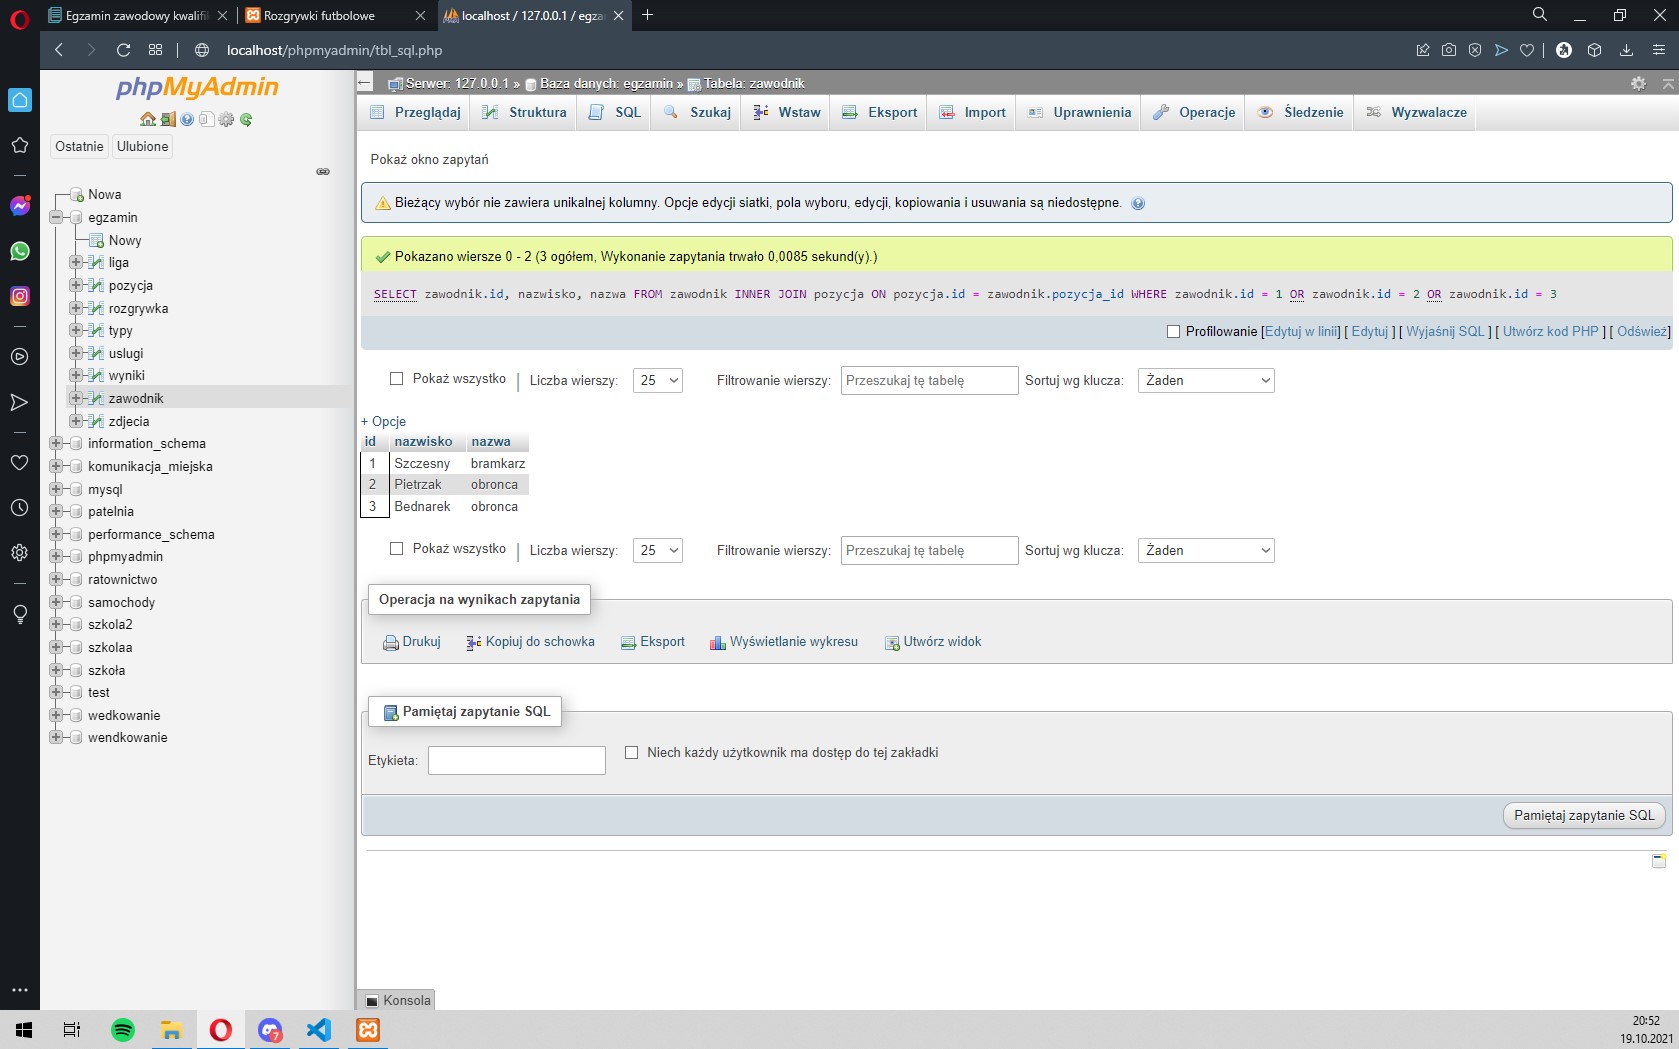 Egzamin zawodowy kwalifik
Rozgrywki futbolowe
localhost / 127.0.0.1 / egza
localhost/phpmyadmin/tbl_sql.php
phpMyAdmin
Ostatnie Ulubione
Nowa
egzamin
Nowy
liga
pozycja
rozgrywka
typy
uslugi
wyniki
zawodnik
zdjecia
information_schema
komunikacja_miejska
mysql
patelnia
performance_schema
phpmyadmin
ratownictwo
samochody
szkola2
szkolaa
szkoła
test
wedkowanie
wendkowanie
Serwer: 127.0.0.1 » Baza danych: egzamin » Tabela: zawodnik
Przeglądaj Struktura SQL Szukaj Wstaw Eksport Import Uprawnienia Operacje Śledzenie Wyzwalacze
Pokaż okno zapytań
Bieżący wybór nie zawiera unikalnej kolumny. Opcje edycji siatki, pola wyboru, edycji, kopiowania i usuwania są niedostępne.
Pokazano wiersze 0 - 2 (3 ogółem, Wykonanie zapytania trwało 0,0085 sekund(y).)
SELECT zawodnik.id, nazwisko, nazwa FROM zawodnik INNER JOIN pozycja ON pozycja.id = zawodnik.pozycja_id WHERE zawodnik.id = 1 OR zawodnik.id = 2 OR zawodnik.id = 3
Profilowanie [Edytuj w linii] [ Edytuj ] [ Wyjaśnij SQL ] [ Utwórz kod PHP ] [ Odśwież]
Pokaż wszystko | Liczba wierszy: 25 Filtrowanie wierszy: Przeszukaj tę tabelę Sortuj wg klucza: Żaden
+ Opcje
id nazwisko nazwa
1 Szczesny bramkarz
2 Pietrzak obronca
3 Bednarek obronca
Pokaż wszystko | Liczba wierszy: 25 Filtrowanie wierszy: Przeszukaj tę tabelę Sortuj wg klucza: Żaden
Operacja na wynikach zapytania
Drukuj Kopiuj do schowka Eksport Wyświetlanie wykresu Utwórz widok
Pamiętaj zapytanie SQL
Etykieta: Niech każdy użytkownik ma dostęp do tej zakładki
Pamiętaj zapytanie SQL
Konsola
7
20:52
19.10.2021